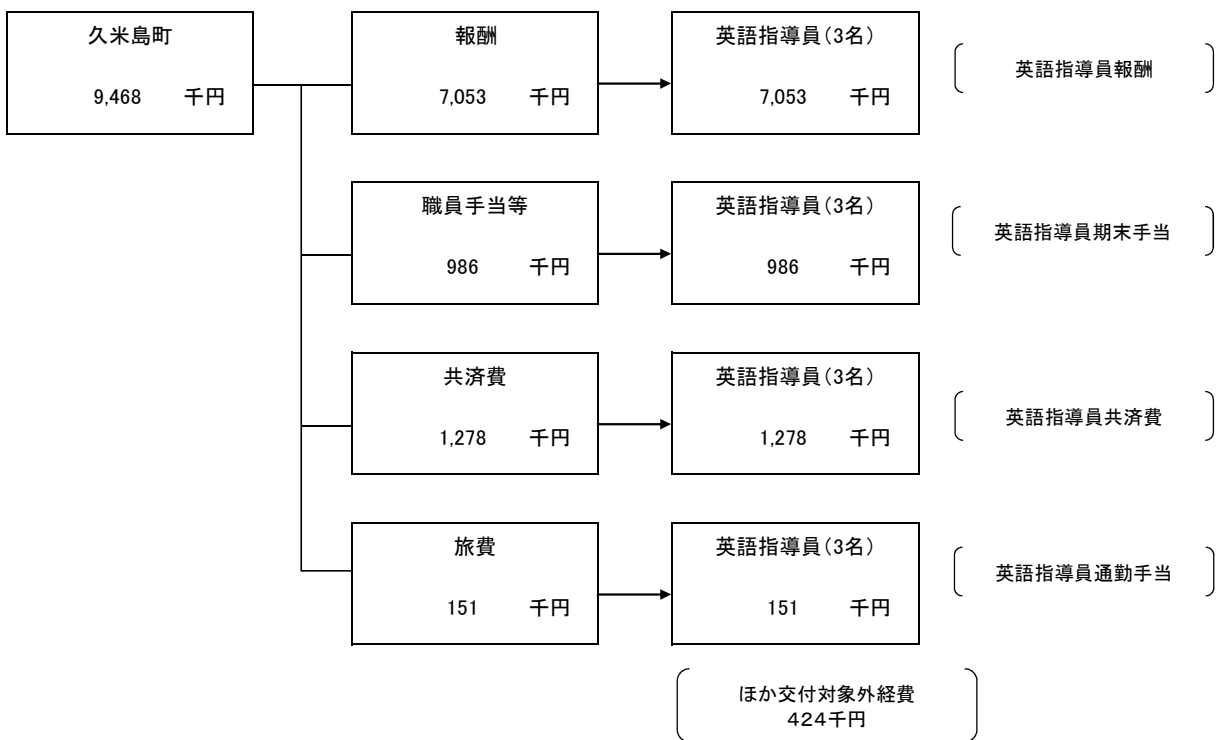 久米島町
9,468 千円
報酬
7,053 千円
英語指導員(3名)
7,053 千円
英語指導員報酬
職員手当等
986 千円
英語指導員(3名)
986 千円
英語指導員期末手当
共済費
1,278 千円
英語指導員(3名)
1,278 千円
英語指導員共済費
旅費
151 千円
英語指導員(3名)
151 千円
英語指導員通勤手当
ほか交付対象外経費
424千円